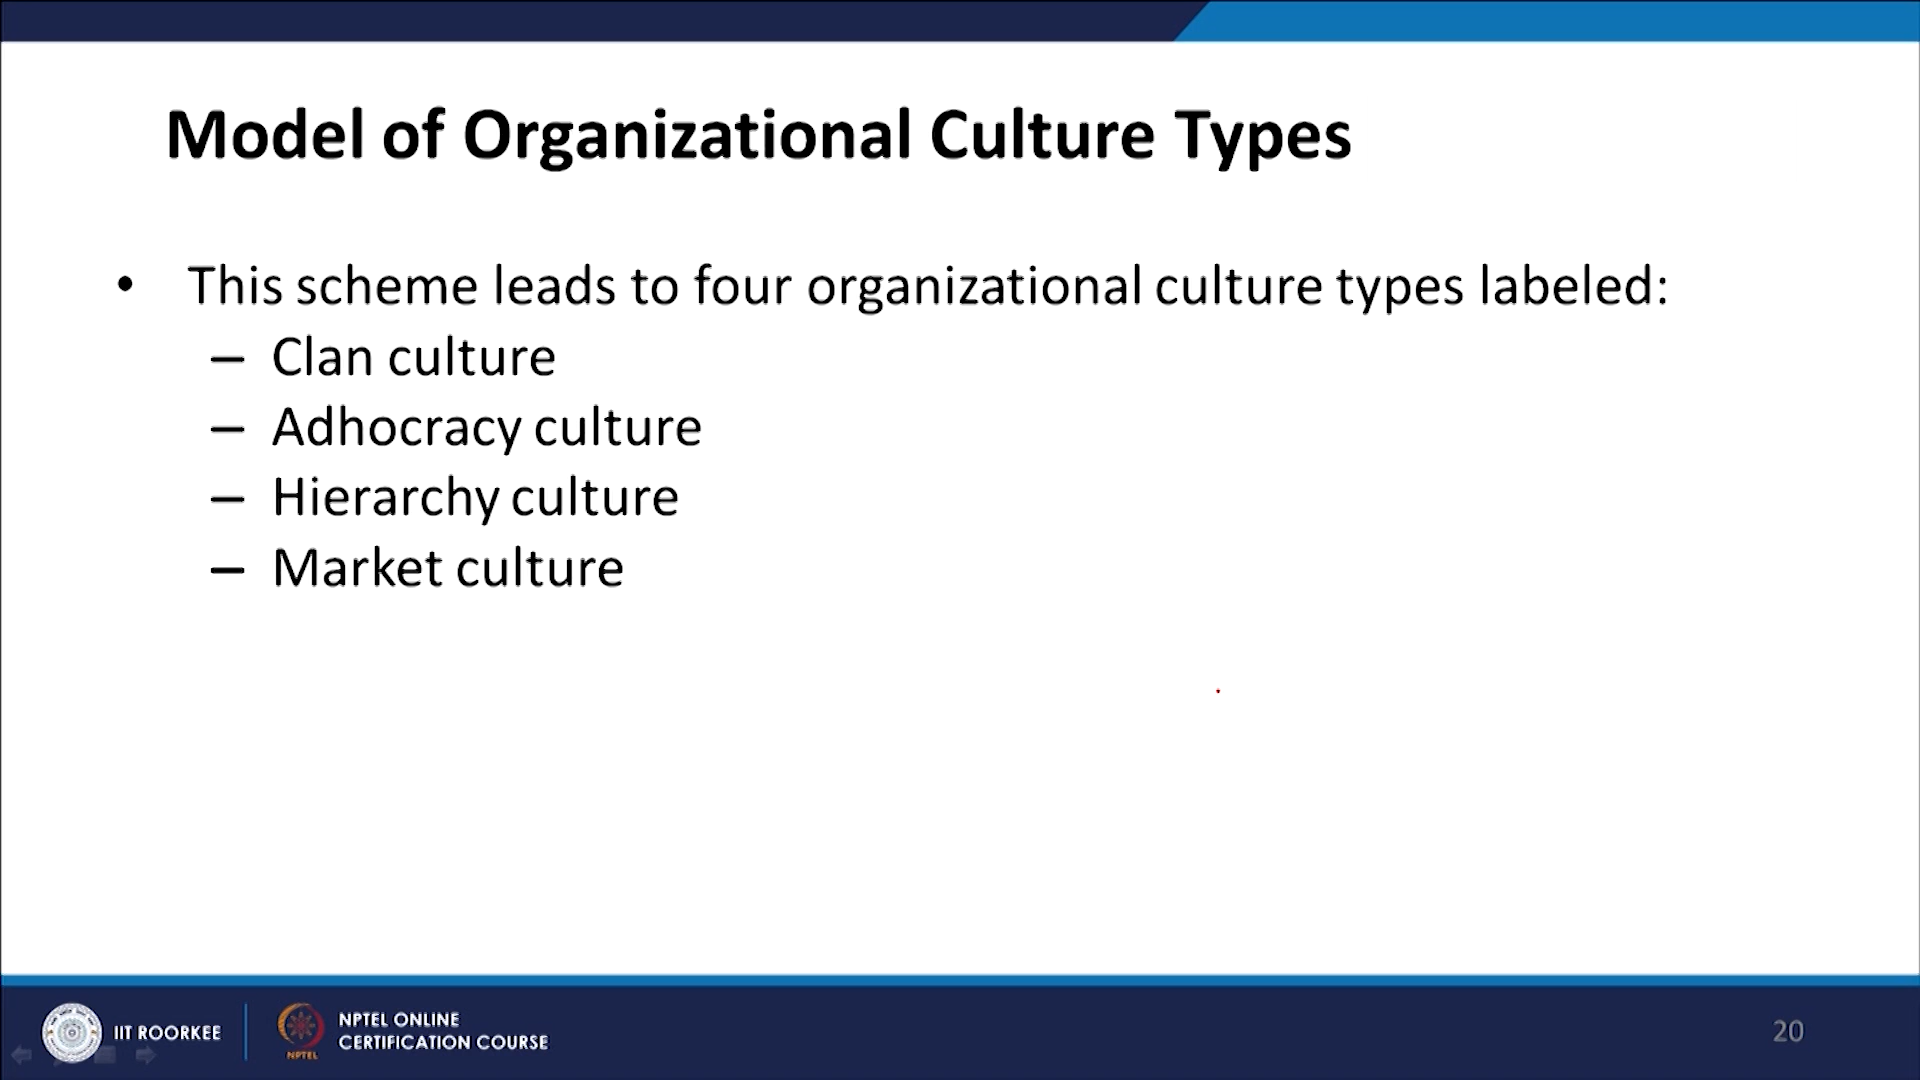 Model of Organizational Culture Types
• This scheme leads to four organizational culture types labeled:
– Clan culture
– Adhocracy culture
– Hierarchy culture
– Market culture
IIT ROORKEE
NPTEL
NPTEL ONLINE
CERTIFICATION COURSE
20